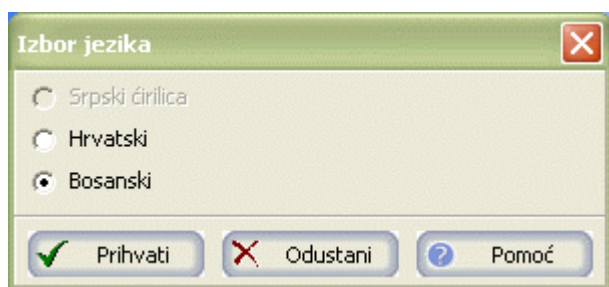 Izbor jezika
Srpski ćirilica
Hrvatski
Bosanski
Prihvati Odustani Pomoć